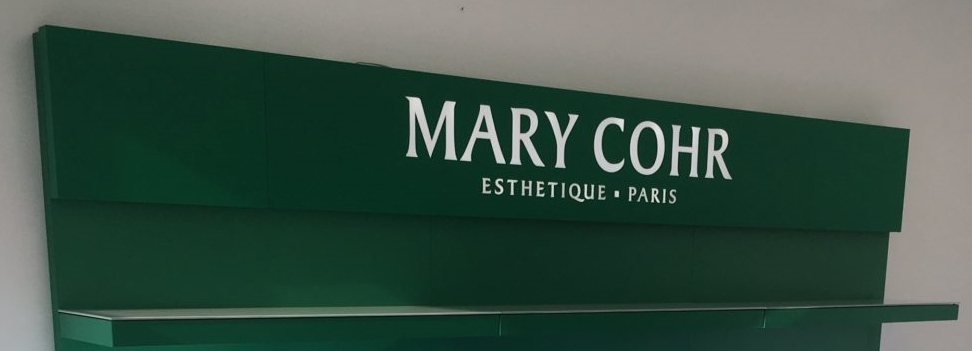 MARY COHR
ESTHETIQUE ▪ PARIS